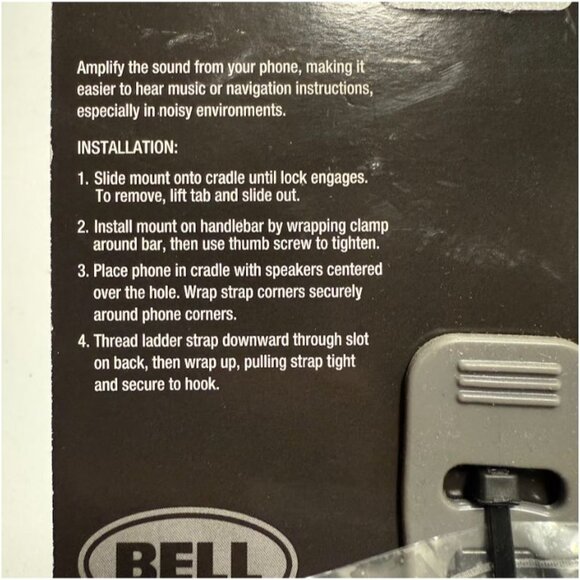 Amplify the sound from your phone, making it
easier to hear music or navigation instructions,
especially in noisy environments.
INSTALLATION:
1. Slide mount onto cradle until lock engages.
To remove, lift tab and slide out.
2. Install mount on handlebar by wrapping clamp
around bar, then use thumb screw to tighten.
3. Place phone in cradle with speakers centered
over the hole. Wrap strap corners securely
around phone corners.
4. Thread ladder strap downward through slot
on back, then wrap up, pulling strap tight
and secure to hook.
BELL